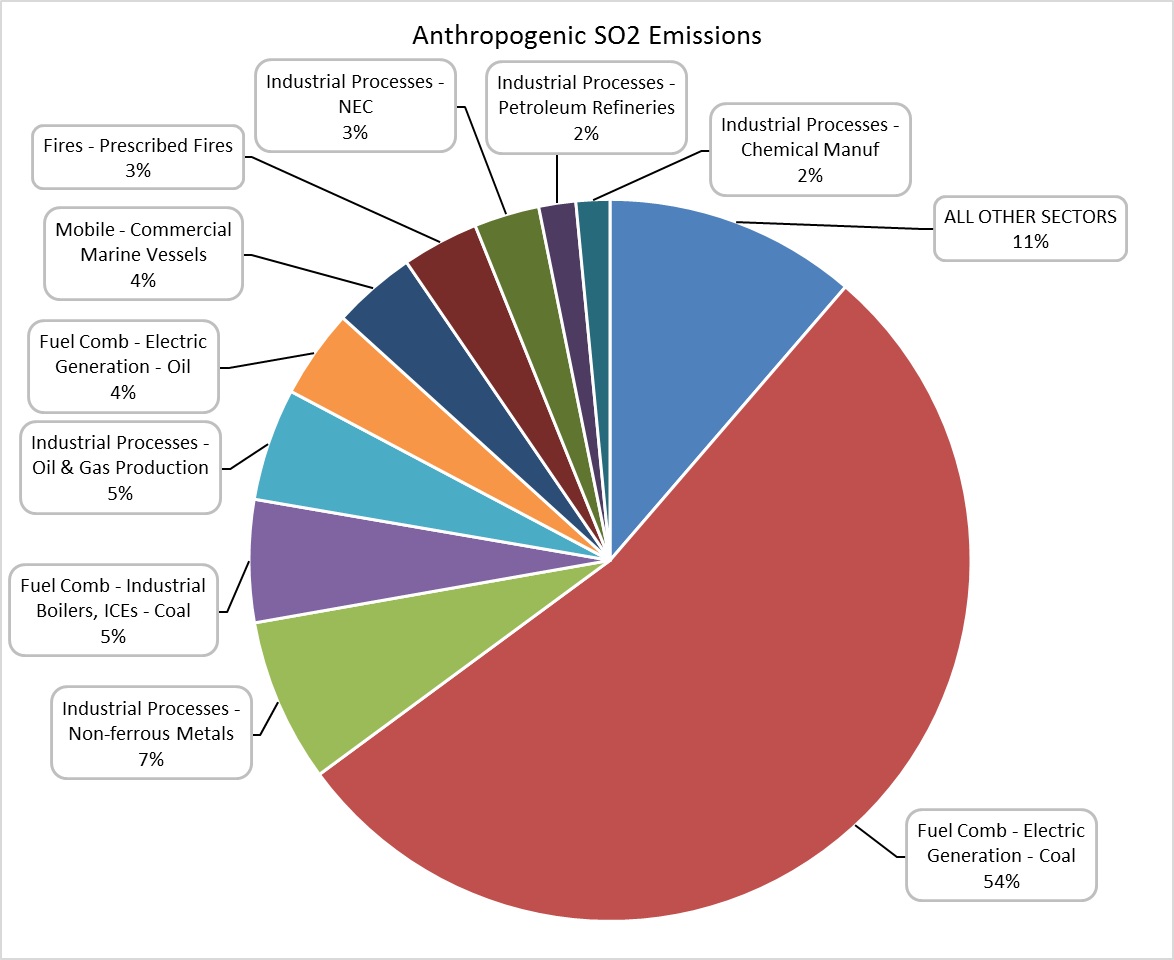 Anthropogenic SO2 Emissions
Industrial Processes -
NEC
3%
Industrial Processes -
Petroleum Refineries
2%
Industrial Processes -
Chemical Manuf
2%
Fires - Prescribed Fires
3%
ALL OTHER SECTORS
11%
Mobile - Commercial
Marine Vessels
4%
Fuel Comb - Electric
Generation - Oil
4%
Industrial Processes -
Oil & Gas Production
5%
Fuel Comb - Industrial
Boilers, ICEs - Coal
5%
Industrial Processes -
Non-ferrous Metals
7%
Fuel Comb - Electric
Generation - Coal
54%